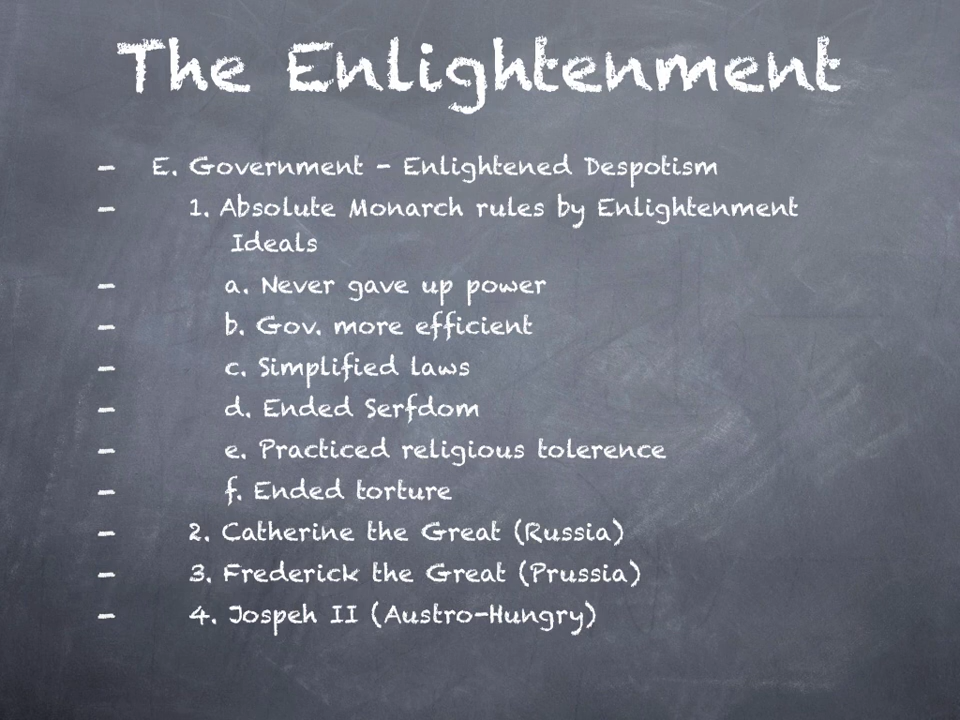 The Enlightenment
- E. Government - Enlightened Despotism
- 1. Absolute Monarch rules by Enlightenment
Ideals
- a. Never gave up power
- b. Gov. more efficient
- c. Simplified laws
- d. Ended Serfdom
- e. Practiced religious tolerence
- f. Ended torture
- 2. Catherine the Great (Russia)
- 3. Frederick the Great (Prussia)
- 4. Jospeh II (Austro-Hungry)